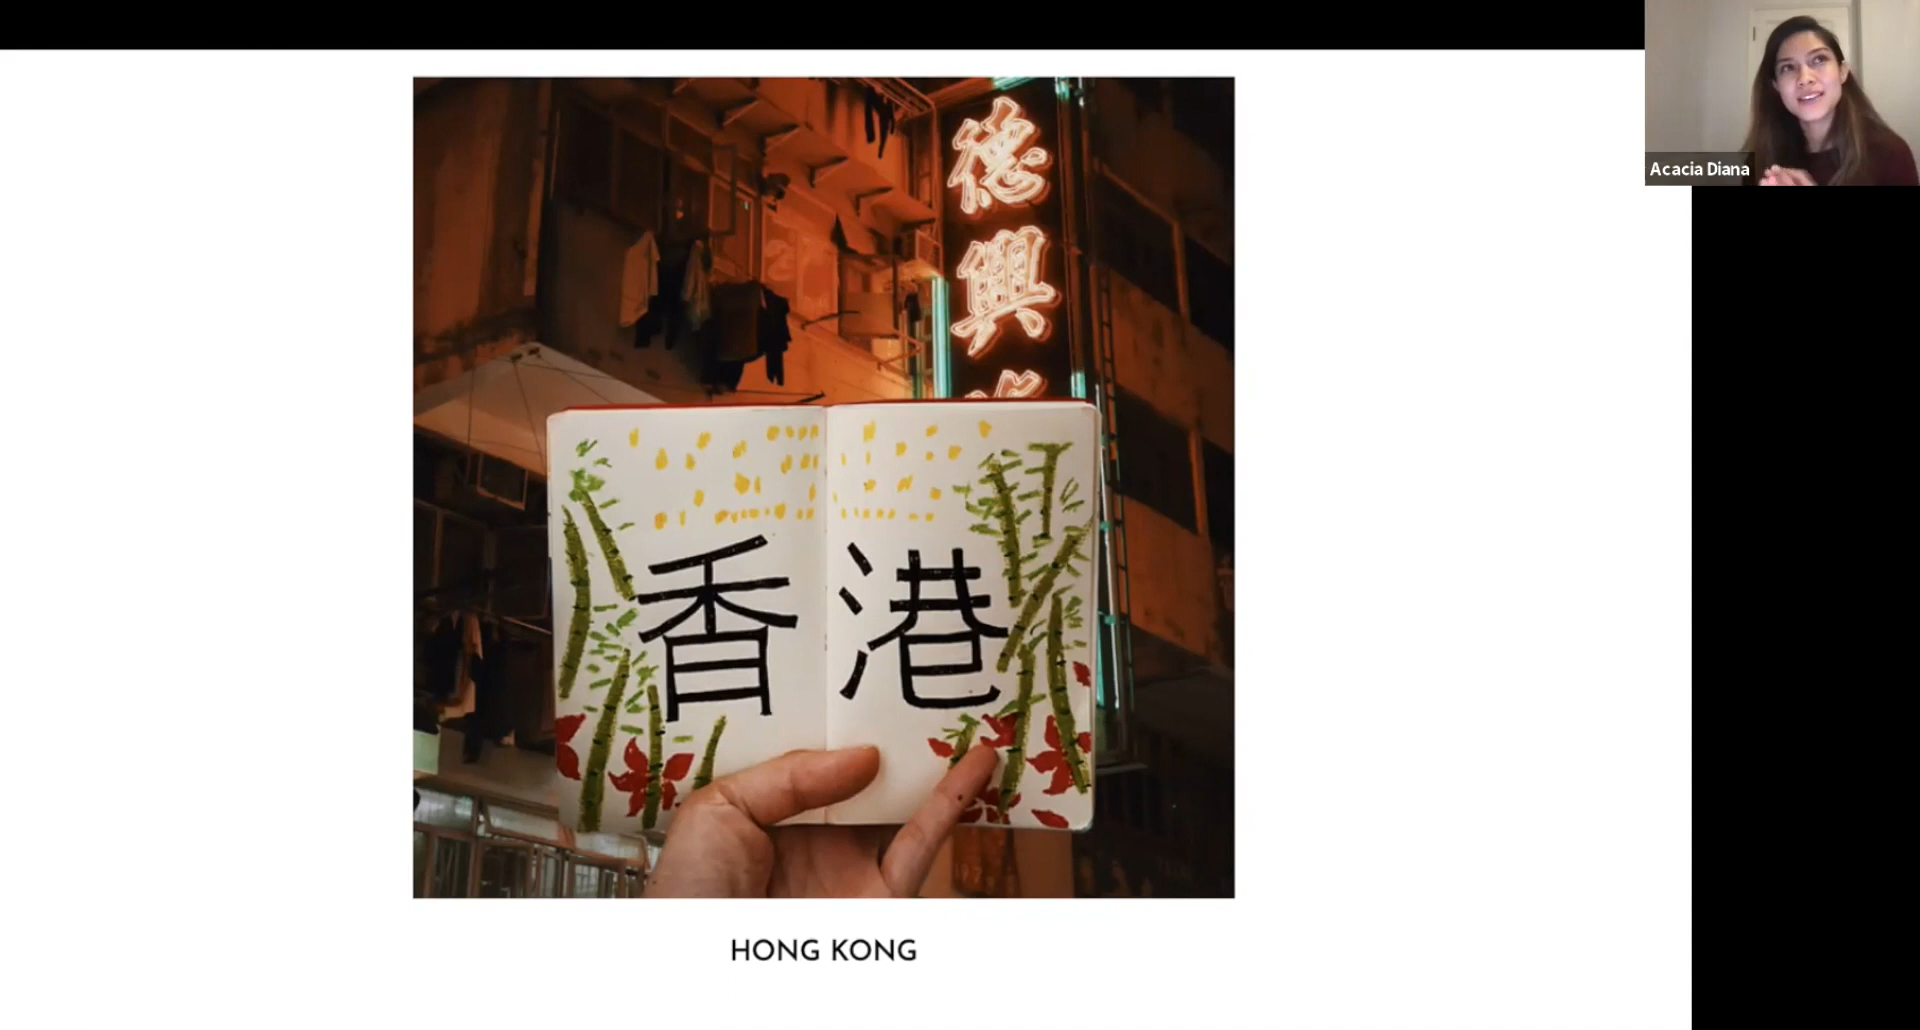 德
興
香港
HONG KONG
Acacia Diana